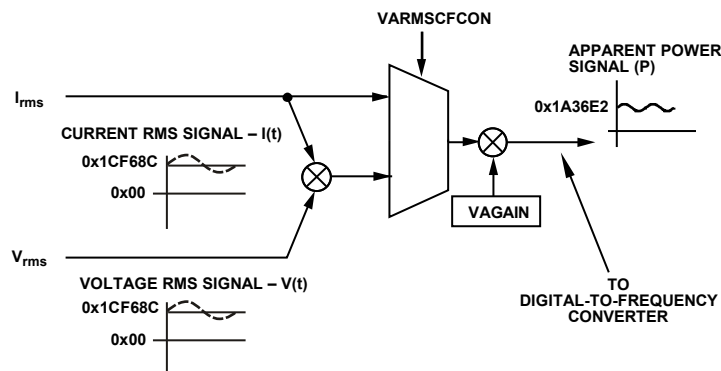 VARMSCFCON
APPARENT POWER
SIGNAL (P)
0x1A36E2
Irms
CURRENT RMS SIGNAL – I(t)
0x1CF68C
0x00
VAGAIN
Vrms
VOLTAGE RMS SIGNAL – V(t)
0x1CF68C
0x00
TO
DIGITAL-TO-FREQUENCY
CONVERTER